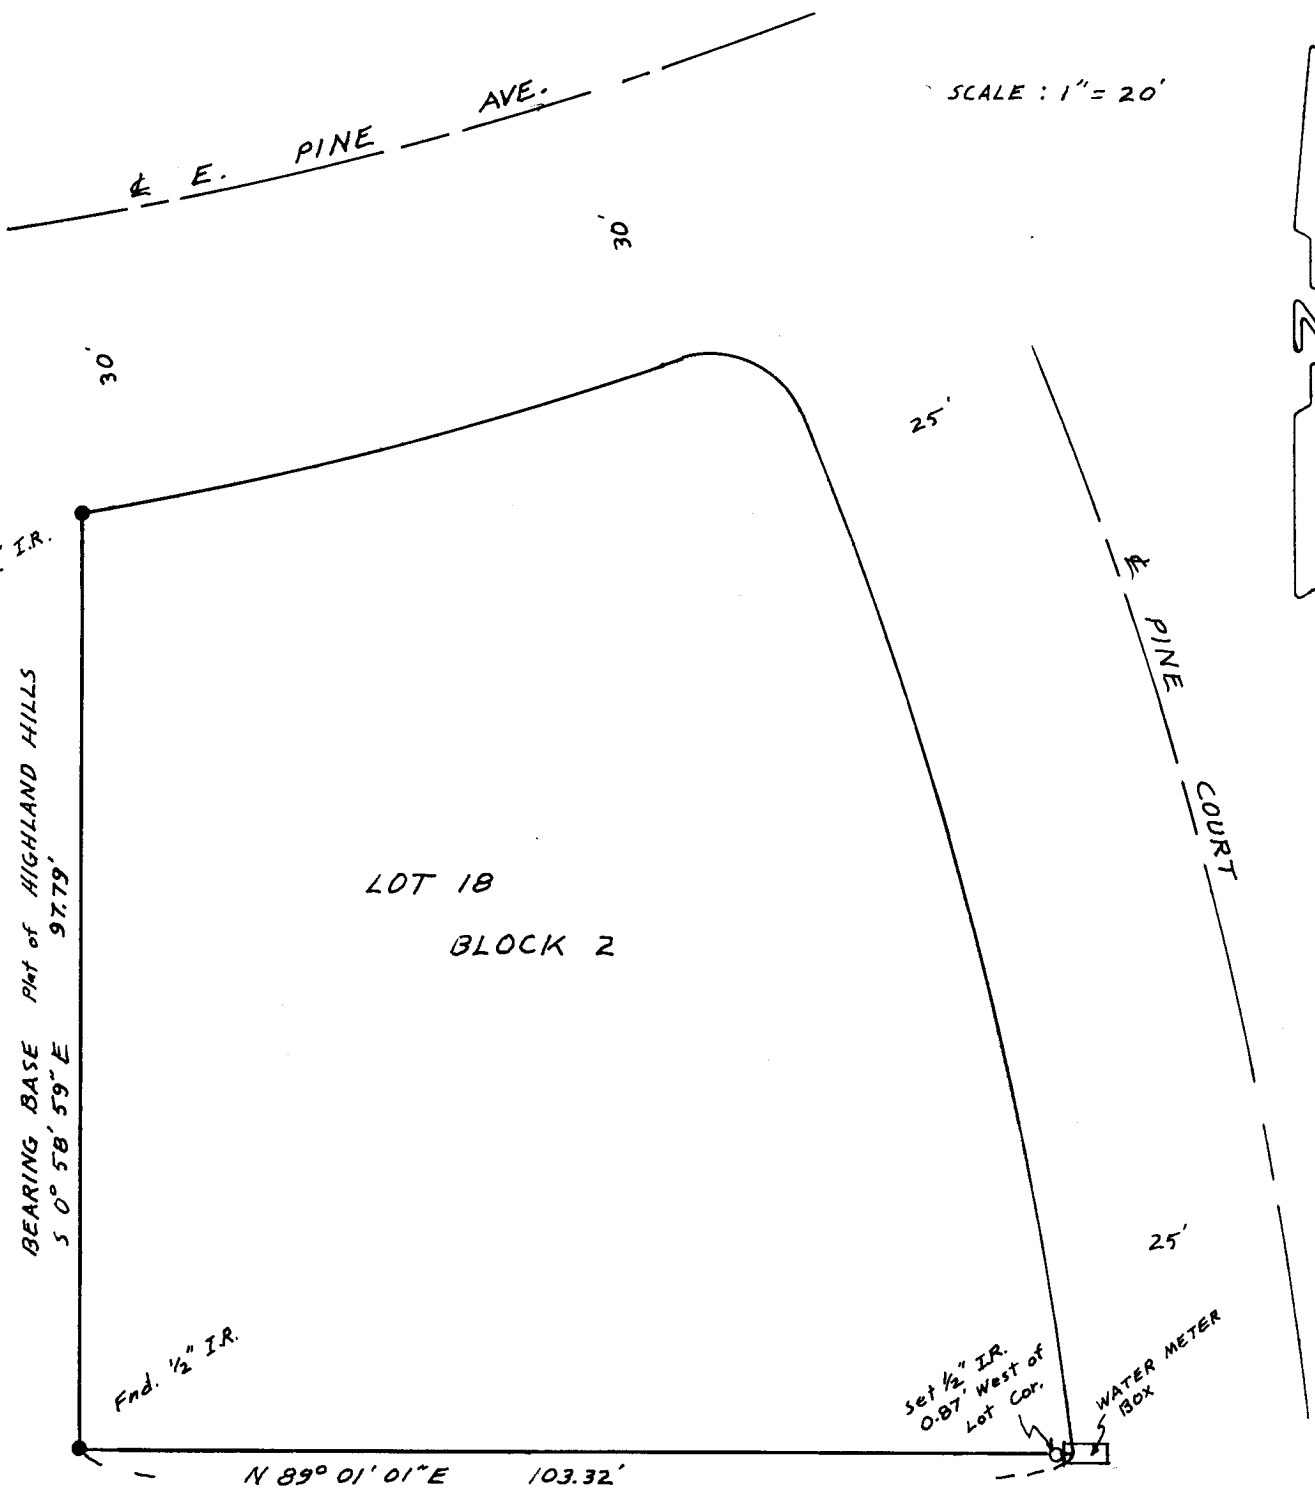 SCALE : 1" = 20'
℄ E. PINE AVE.
30'
30'
25'
I.R.
℄ PINE COURT
BEARING BASE Plat of HIGHLAND HILLS
S 0° 58' 59" E 97.79'
LOT 18
BLOCK 2
25'
Fnd. 1/2" I.R.
Set 1/2" I.R.
0.87' West of
Lot Cor.
WATER METER
BOX
N 89° 01' 01" E 103.32'